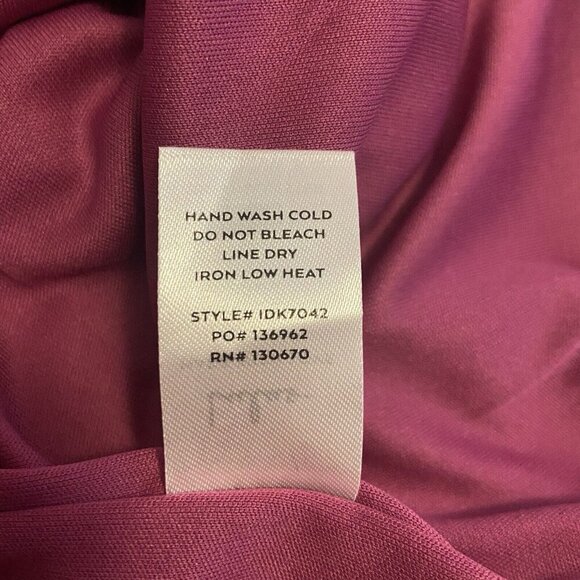 HAND WASH COLD
DO NOT BLEACH
LINE DRY
IRON LOW HEAT
STYLE# IDK7042
PO# 136962
RN# 130670